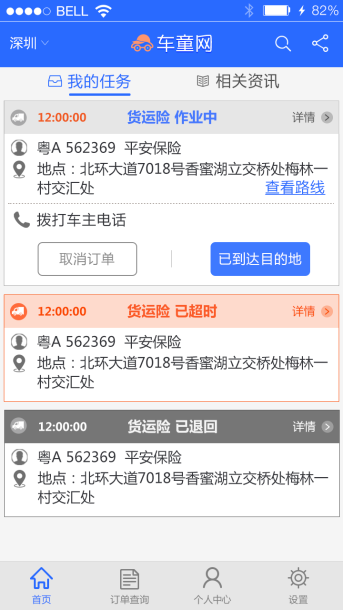 BELL 82%
深圳 车童网
我的任务 相关资讯
12:00:00 货运险 作业中 详情
粤A 562369 平安保险
地点：北环大道7018号香蜜湖立交桥处梅林一
村交汇处 查看路线
拨打车主电话
取消订单 已到达目的地
12:00:00 货运险 已超时 详情
粤A 562369 平安保险
地点：北环大道7018号香蜜湖立交桥处梅林一
村交汇处
12:00:00 货运险 已退回 详情
粤A 562369 平安保险
地点：北环大道7018号香蜜湖立交桥处梅林一
村交汇处
首页 订单查询 个人中心 设置